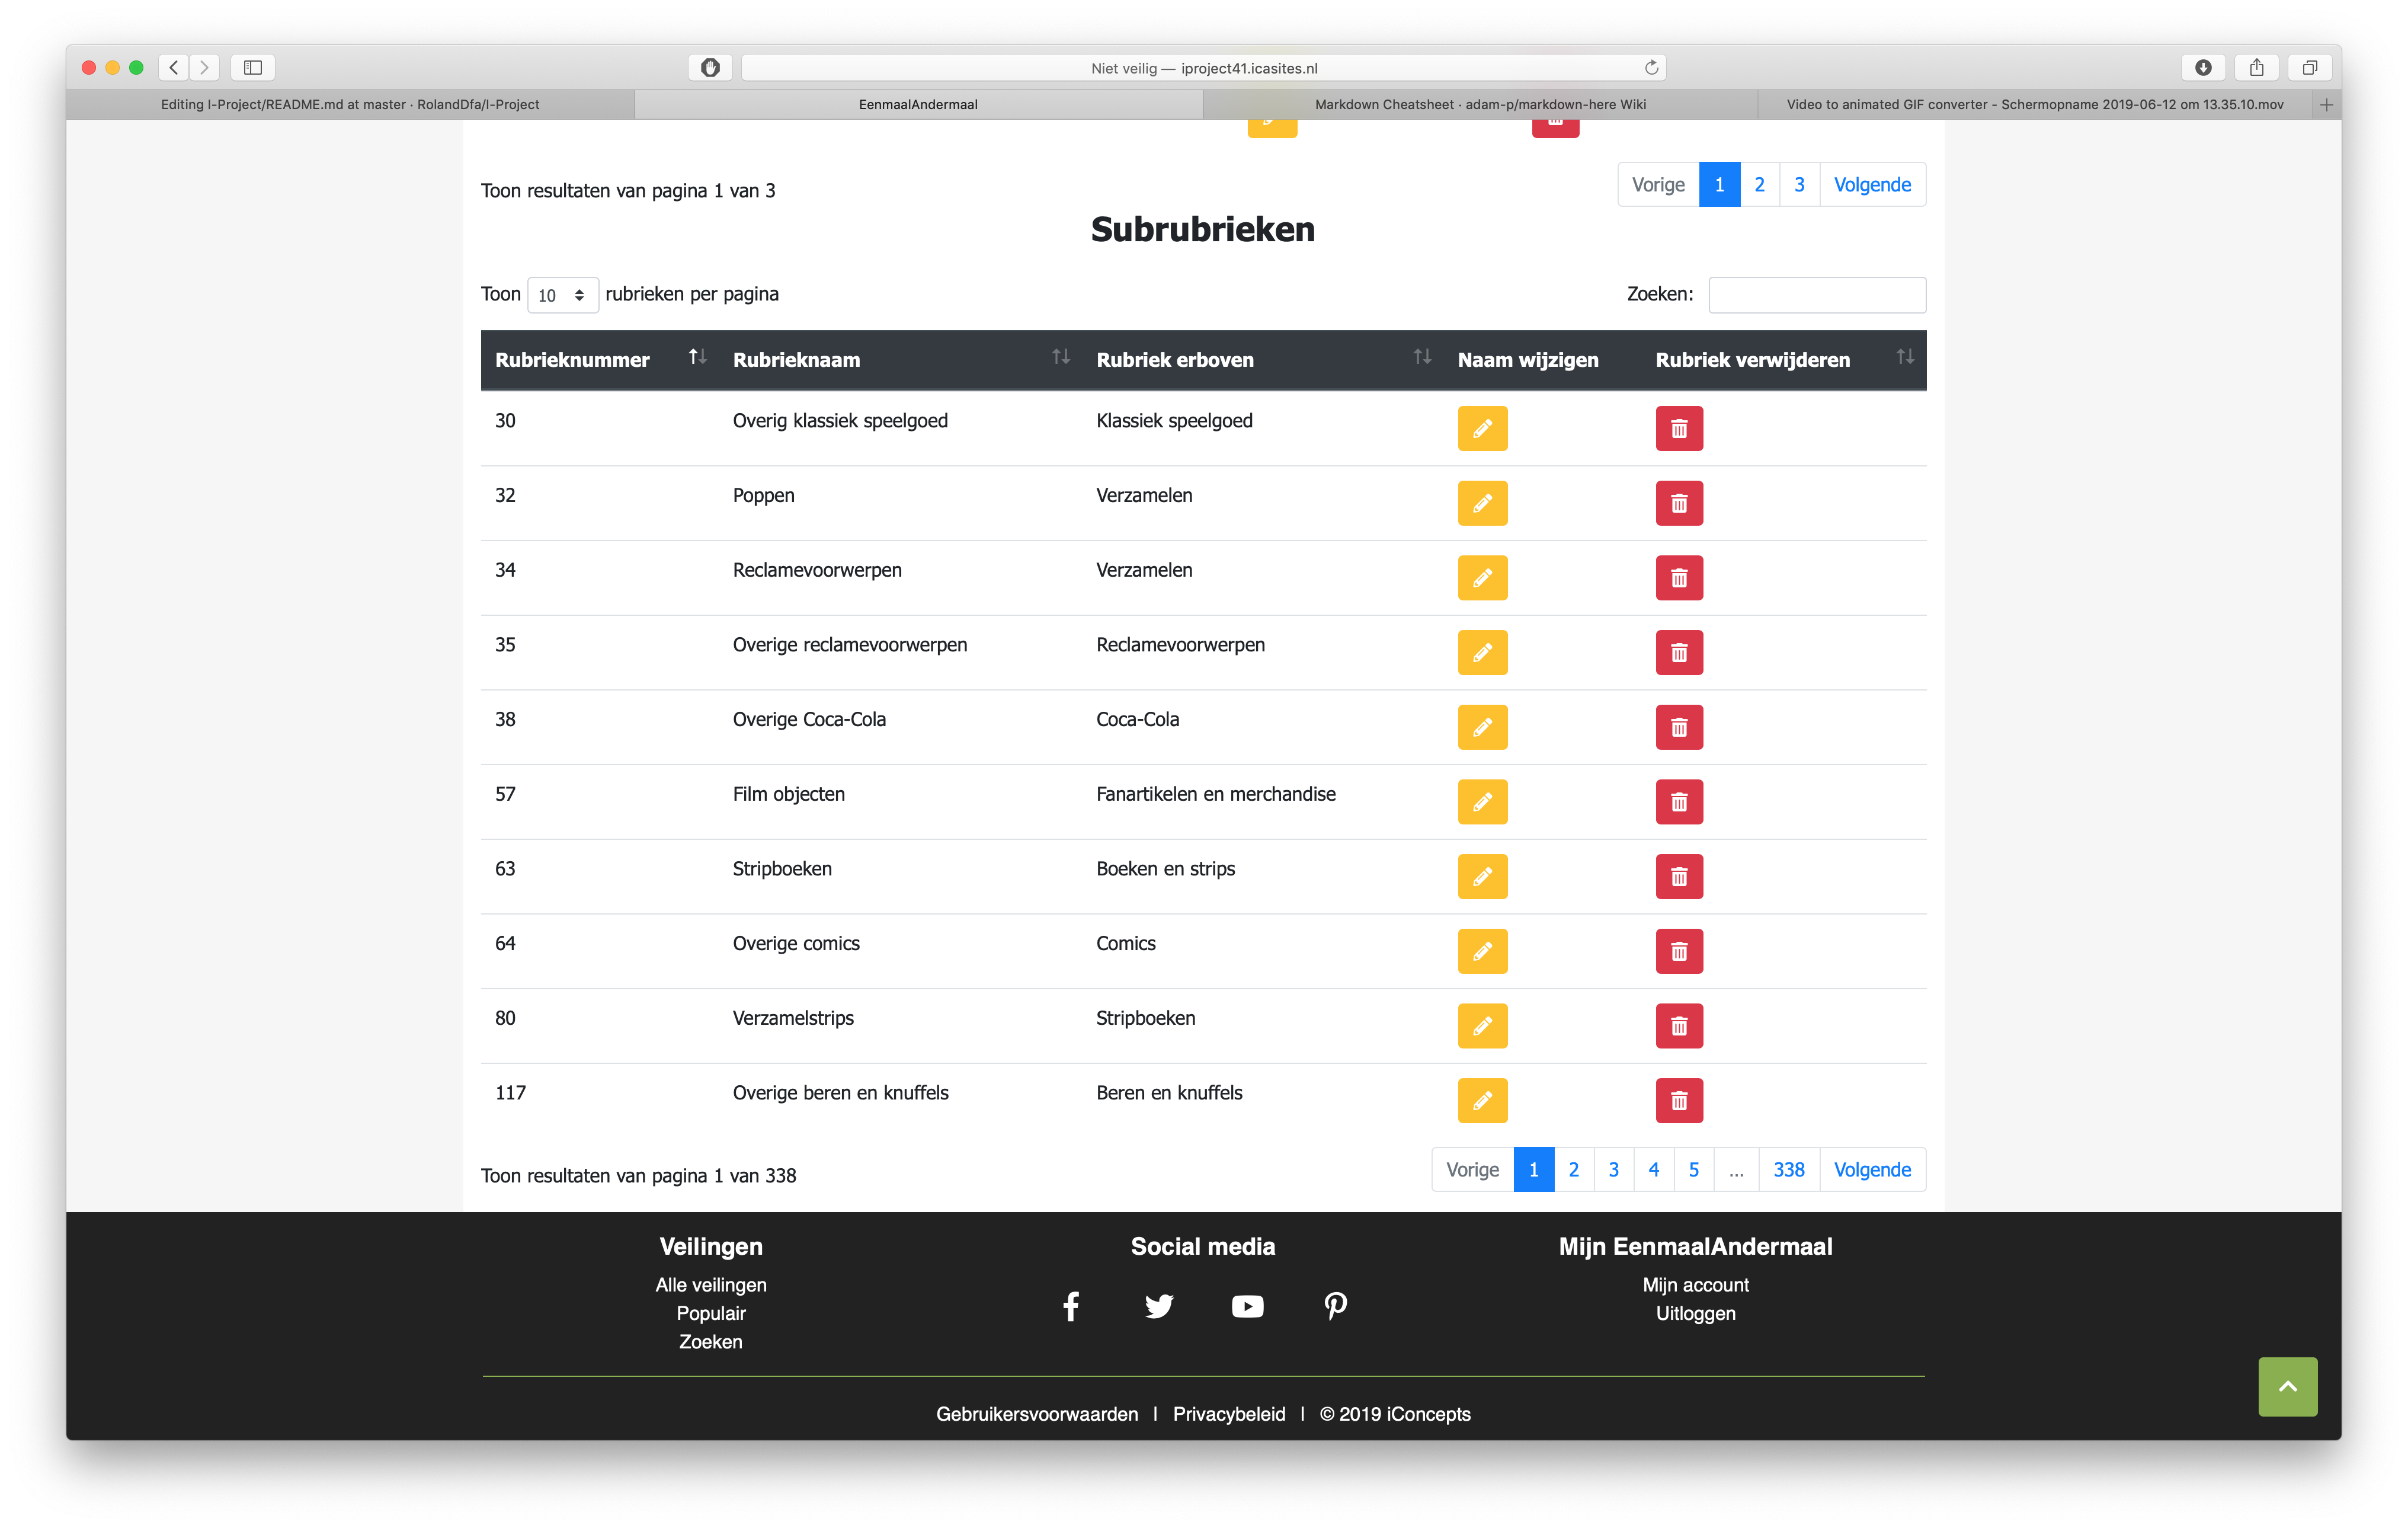 Niet veilig — iproject41.icasites.nl
Editing I-Project/README.md at master · RolandDfa/I-Project
EenmaalAndermaal
Markdown Cheatsheet · adam-p/markdown-here Wiki
Video to animated GIF converter - Schermopname 2019-06-12 om 13.35.10.mov
Toon resultaten van pagina 1 van 3
Vorige 1 2 3 Volgende
Subrubrieken
Toon 10 rubrieken per pagina
Zoeken:
Rubrieknummer Rubrieknaam Rubriek erboven Naam wijzigen Rubriek verwijderen
30 Overig klassiek speelgoed Klassiek speelgoed
32 Poppen Verzamelen
34 Reclamevoorwerpen Verzamelen
35 Overige reclamevoorwerpen Reclamevoorwerpen
38 Overige Coca-Cola Coca-Cola
57 Film objecten Fanartikelen en merchandise
63 Stripboeken Boeken en strips
64 Overige comics Comics
80 Verzamelstrips Stripboeken
117 Overige beren en knuffels Beren en knuffels
Toon resultaten van pagina 1 van 338
Vorige 1 2 3 4 5 ... 338 Volgende
Veilingen
Alle veilingen
Populair
Zoeken
Social media
Mijn EenmaalAndermaal
Mijn account
Uitloggen
Gebruikersvoorwaarden | Privacybeleid | © 2019 iConcepts